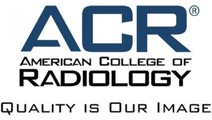 ACR®
AMERICAN COLLEGE OF
RADIOLOGY
QUALITY IS OUR IMAGE